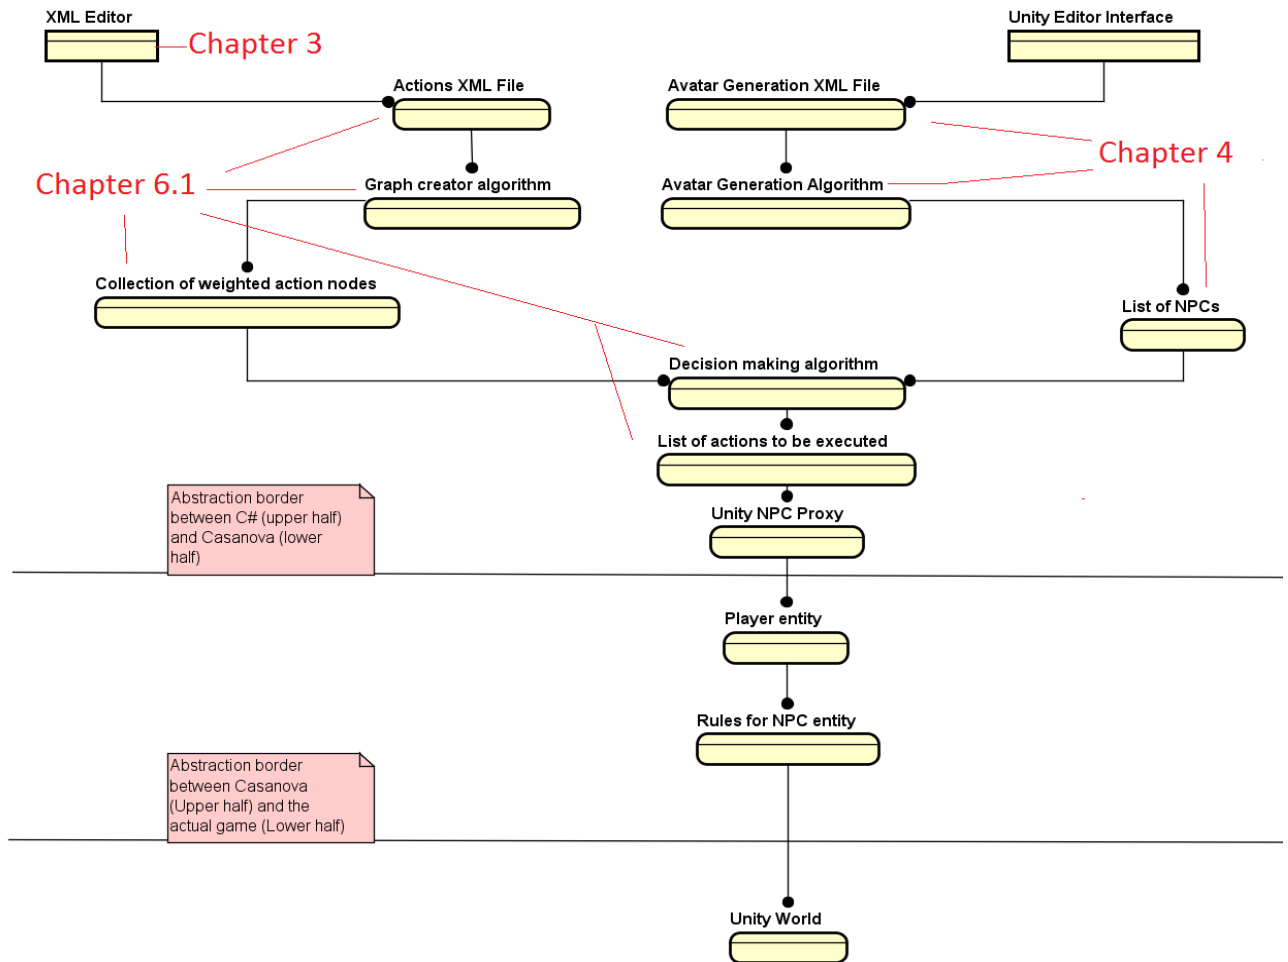 XML Editor
Unity Editor Interface
Chapter 3
Actions XML File
Avatar Generation XML File
Chapter 4
Chapter 6.1
Graph creator algorithm
Avatar Generation Algorithm
Collection of weighted action nodes
List of NPCs
Decision making algorithm
List of actions to be executed
Abstraction border
between C# (upper half)
and Casanova (lower
half)
Unity NPC Proxy
Player entity
Rules for NPC entity
Abstraction border
between Casanova
(Upper half) and the
actual game (Lower half)
Unity World